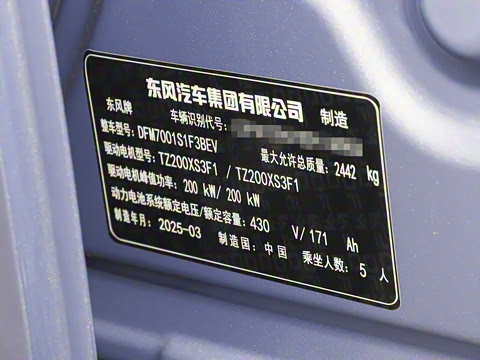 东风汽车集团有限公司 制造
东风牌 车辆识别代号:
整车型号: DFM7001S1F3BEV 最大允许总质量: 2442 kg
驱动电机型号: TZ200XS3F1 / TZ200XS3F1
驱动电机峰值功率: 200 kW/ 200 kW
动力电池系统额定电压/额定容量: 430 V/ 171 Ah
制造年月: 2025-03 制造国: 中国 乘坐人数: 5 人